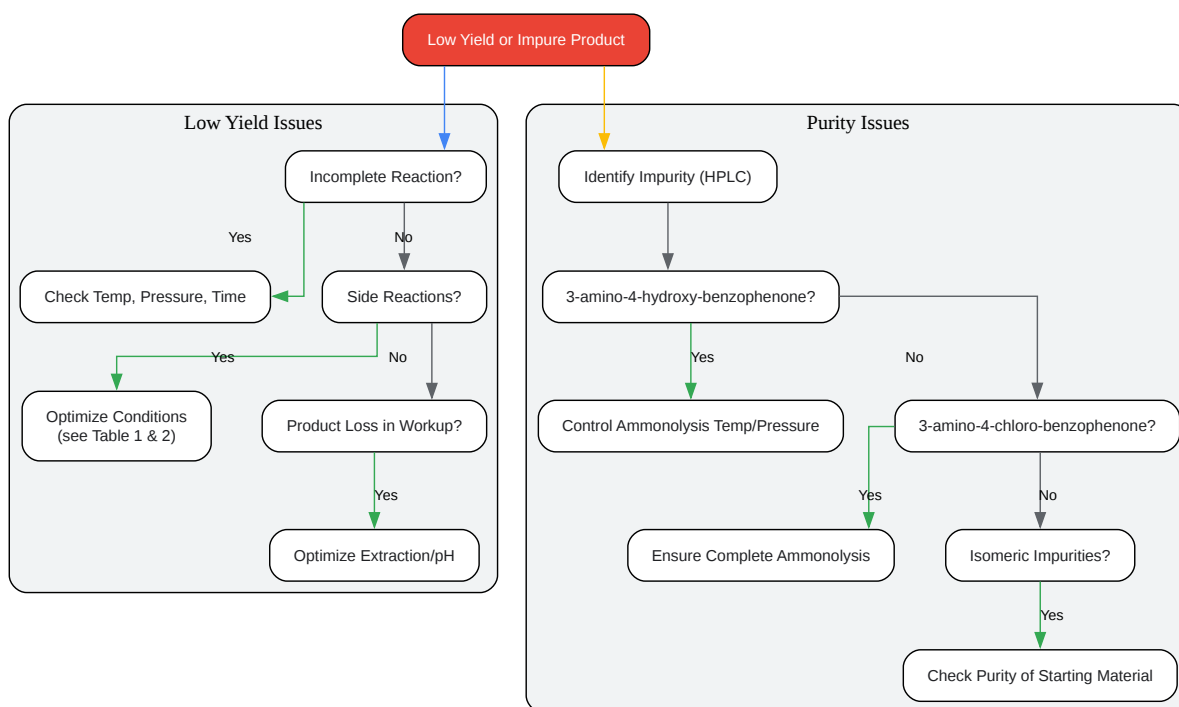 Low Yield or Impure Product
Low Yield Issues
Incomplete Reaction?
Yes
No
Check Temp, Pressure, Time
Side Reactions?
Yes
No
Optimize Conditions
(see Table 1 & 2)
Product Loss in Workup?
Yes
Optimize Extraction/pH
Purity Issues
Identify Impurity (HPLC)
3-amino-4-hydroxy-benzophenone?
Yes
No
Control Ammonolysis Temp/Pressure
3-amino-4-chloro-benzophenone?
Yes
No
Ensure Complete Ammonolysis
Isomeric Impurities?
Yes
Check Purity of Starting Material